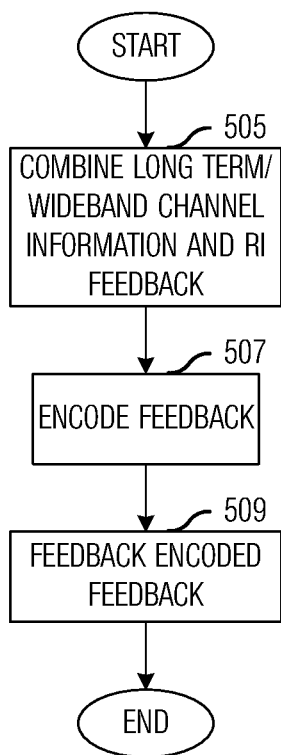 START
505
COMBINE LONG TERM/
WIDEBAND CHANNEL
INFORMATION AND RI
FEEDBACK
507
ENCODE FEEDBACK
509
FEEDBACK ENCODED
FEEDBACK
END